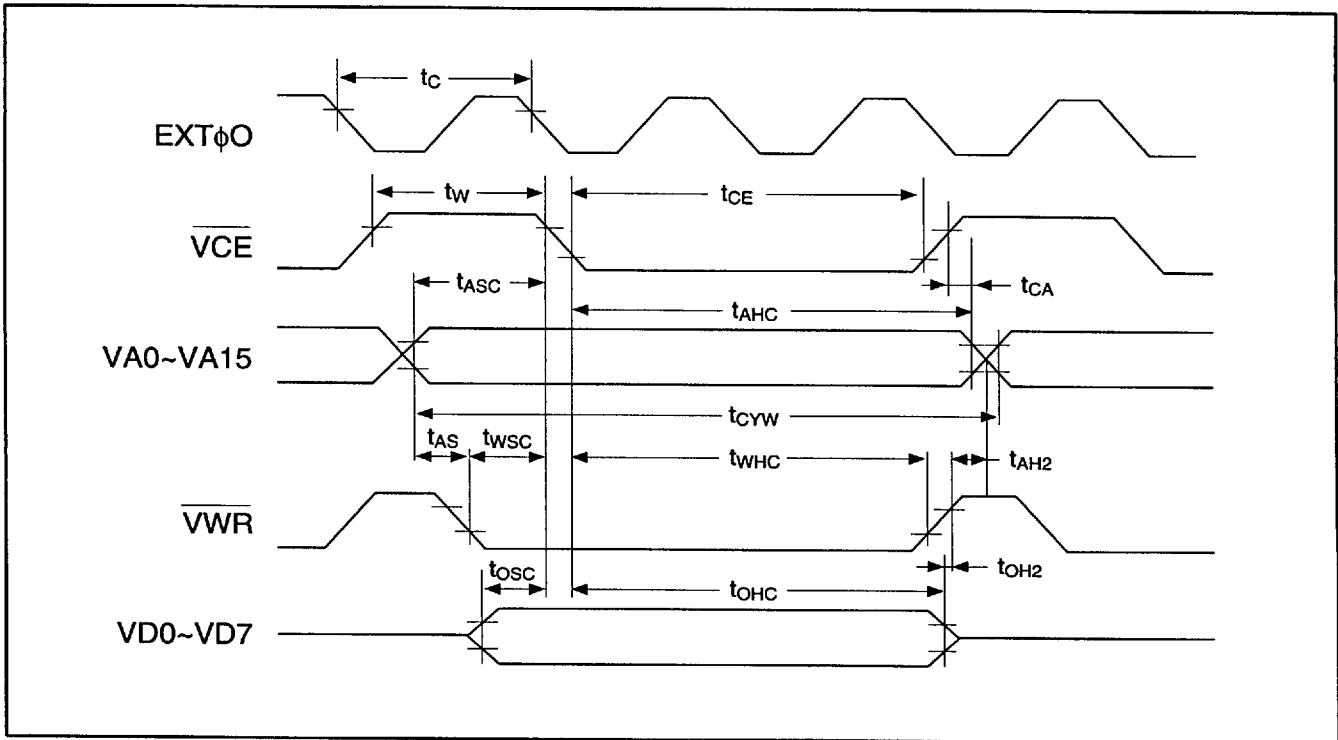 tC
EXTϕO
tW
tCE
VCE
tASC
tCA
tAHC
VA0~VA15
tCYW
tAS
tWSC
tWHC
tAH2
VWR
tOSC
tOHC
tOH2
VD0~VD7